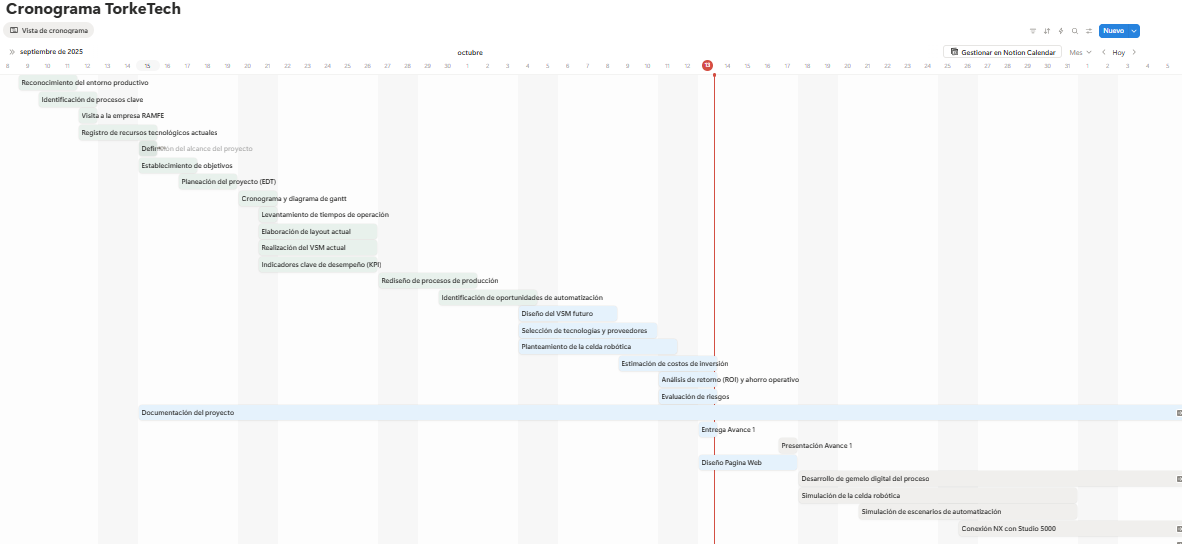 Cronograma TorkeTech
Vista de cronograma
Nuevo
septiembre de 2025
octubre
Gestionar en Notion Calendar
Mes
Hoy
8 9 10 11 12 13 14 15 16 17 18 19 20 21 22 23 24 25 26 27 28 29 30 1 2 3 4 5 6 7 8 9 10 11 12 13 14 15 16 17 18 19 20 21 22 23 24 25 26 27 28 29 30 31 1 2 3 4 5
Reconocimiento del entorno productivo
Identificación de procesos clave
Visita a la empresa RAMFE
Registro de recursos tecnológicos actuales
Definición del alcance del proyecto
Establecimiento de objetivos
Planeación del proyecto (EDT)
Cronograma y diagrama de gantt
Levantamiento de tiempos de operación
Elaboración de layout actual
Realización del VSM actual
Indicadores clave de desempeño (KPI)
Rediseño de procesos de producción
Identificación de oportunidades de automatización
Diseño del VSM futuro
Selección de tecnologías y proveedores
Planteamiento de la celda robótica
Estimación de costos de inversión
Análisis de retorno (ROI) y ahorro operativo
Evaluación de riesgos
Documentación del proyecto
Entrega Avance 1
Presentación Avance 1
Diseño Pagina Web
Desarrollo de gemelo digital del proceso
Simulación de la celda robótica
Simulación de escenarios de automatización
Conexión NX con Studio 5000